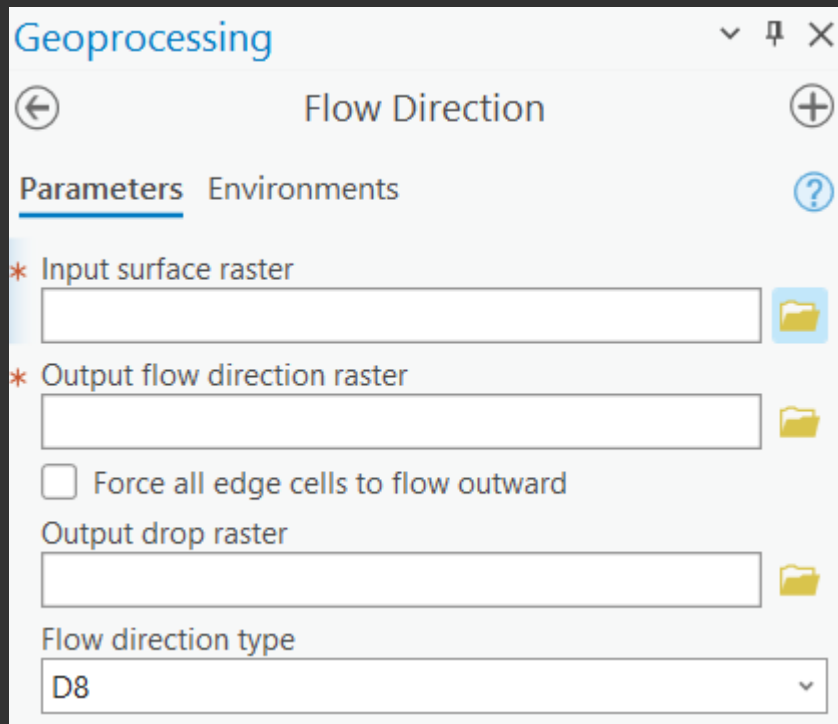 Geoprocessing
Flow Direction
Parameters Environments
* Input surface raster
* Output flow direction raster
Force all edge cells to flow outward
Output drop raster
Flow direction type
D8